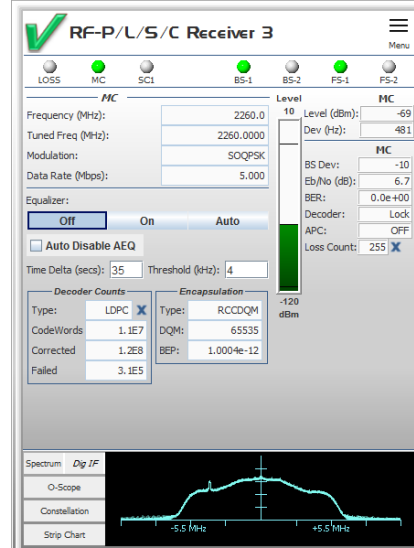 RF-P/L/S/C Receiver 3
Menu
LOSS MC SC1 BS-1 BS-2 FS-1 FS-2
MC Level MC
Frequency (MHz): 2260.0 10 Level (dBm): -69
Tuned Freq (MHz): 2260.0000 Dev (Hz): 481
Modulation: SOQPSK MC
Data Rate (Mbps): 5.000 BS Dev: -10
Eb/No (dB): 6.7
Equalizer: BER: 0.0e+00
Off On Auto Decoder: Lock
APC: OFF
Auto Disable AEQ Loss Count: 255 X
Time Delta (secs): 35 Threshold (kHz): 4
Decoder Counts Encapsulation -120
Type: LDPC X Type: RCCDQM dBm
CodeWords 1.1E7 DQM: 65535
Corrected 1.2E8 BEP: 1.0004e-12
Failed 3.1E5
Spectrum Dig IF
O-Scope
Constellation
-5.5 MHz +5.5 MHz
Strip Chart